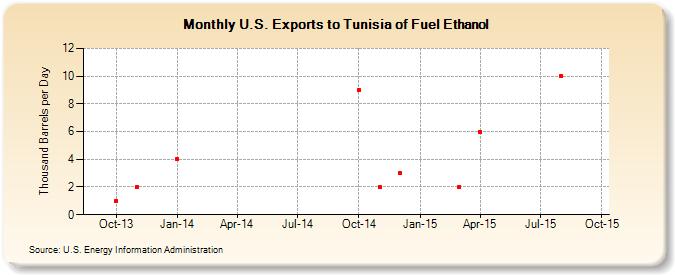 Monthly U.S. Exports to Tunisia of Fuel Ethanol
Thousand Barrels per Day
12
10
8
6
4
2
0
Oct-13 Jan-14 Apr-14 Jul-14 Oct-14 Jan-15 Apr-15 Jul-15 Oct-15
Source: U.S. Energy Information Administration